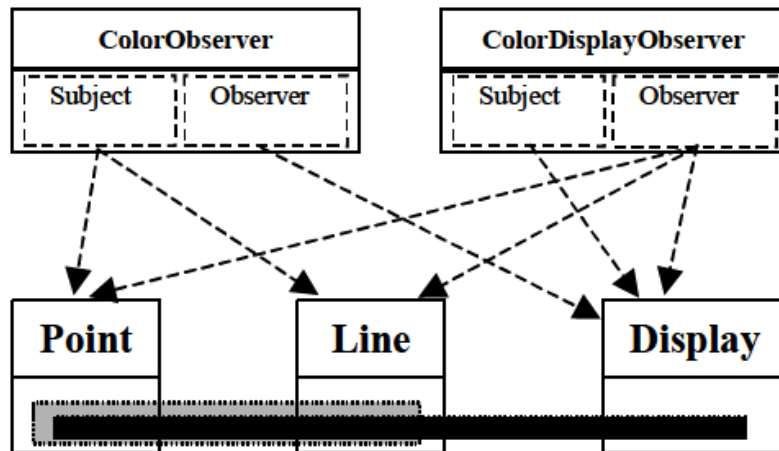 ColorObserver
Subject
Observer
ColorDisplayObserver
Subject
Observer
Point
Line
Display